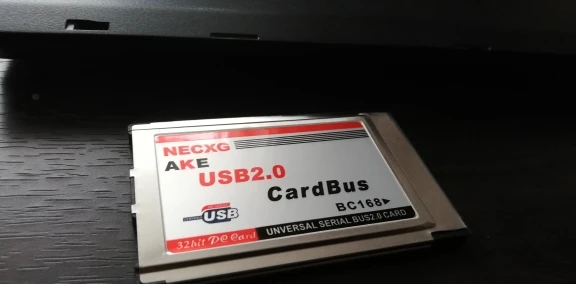 NECXG
AKE
USB2.0
CardBus
BC168
USB
32bit PC Card
UNIVERSAL SERIAL BUS2.0 CARD